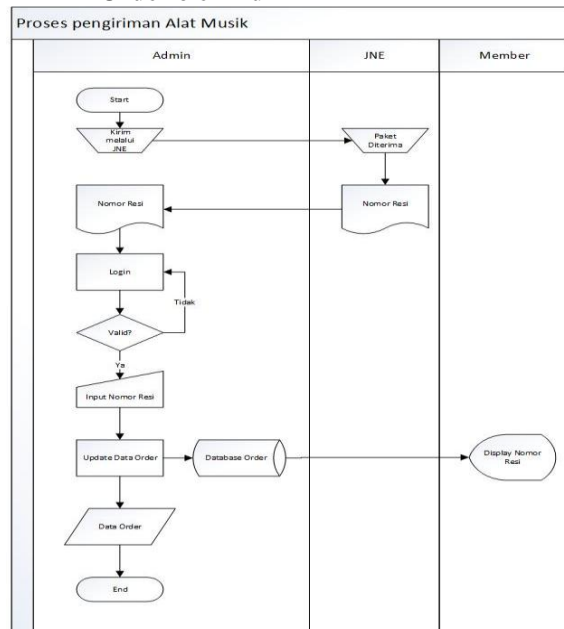 Proses pengiriman Alat Musik
Admin
JNE
Member
Start
Kirim
melalui
JNE
Paket
Diterima
Nomor Resi
Nomor Resi
Login
Tidak
Valid?
Ya
Input Nomor Resi
Update Data Order
Database Order
Display Nomor
Resi
Data Order
End